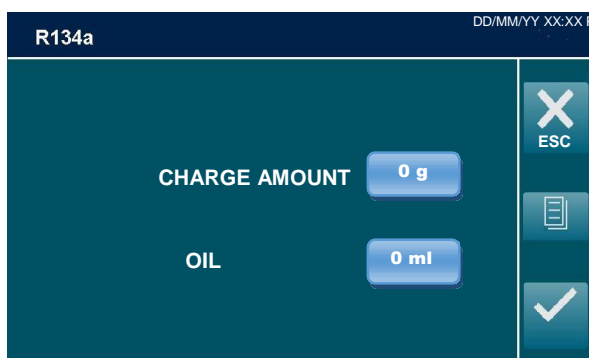 DD/MM/YY XX:XX
R134a
ESC
CHARGE AMOUNT 0 g
OIL 0 ml